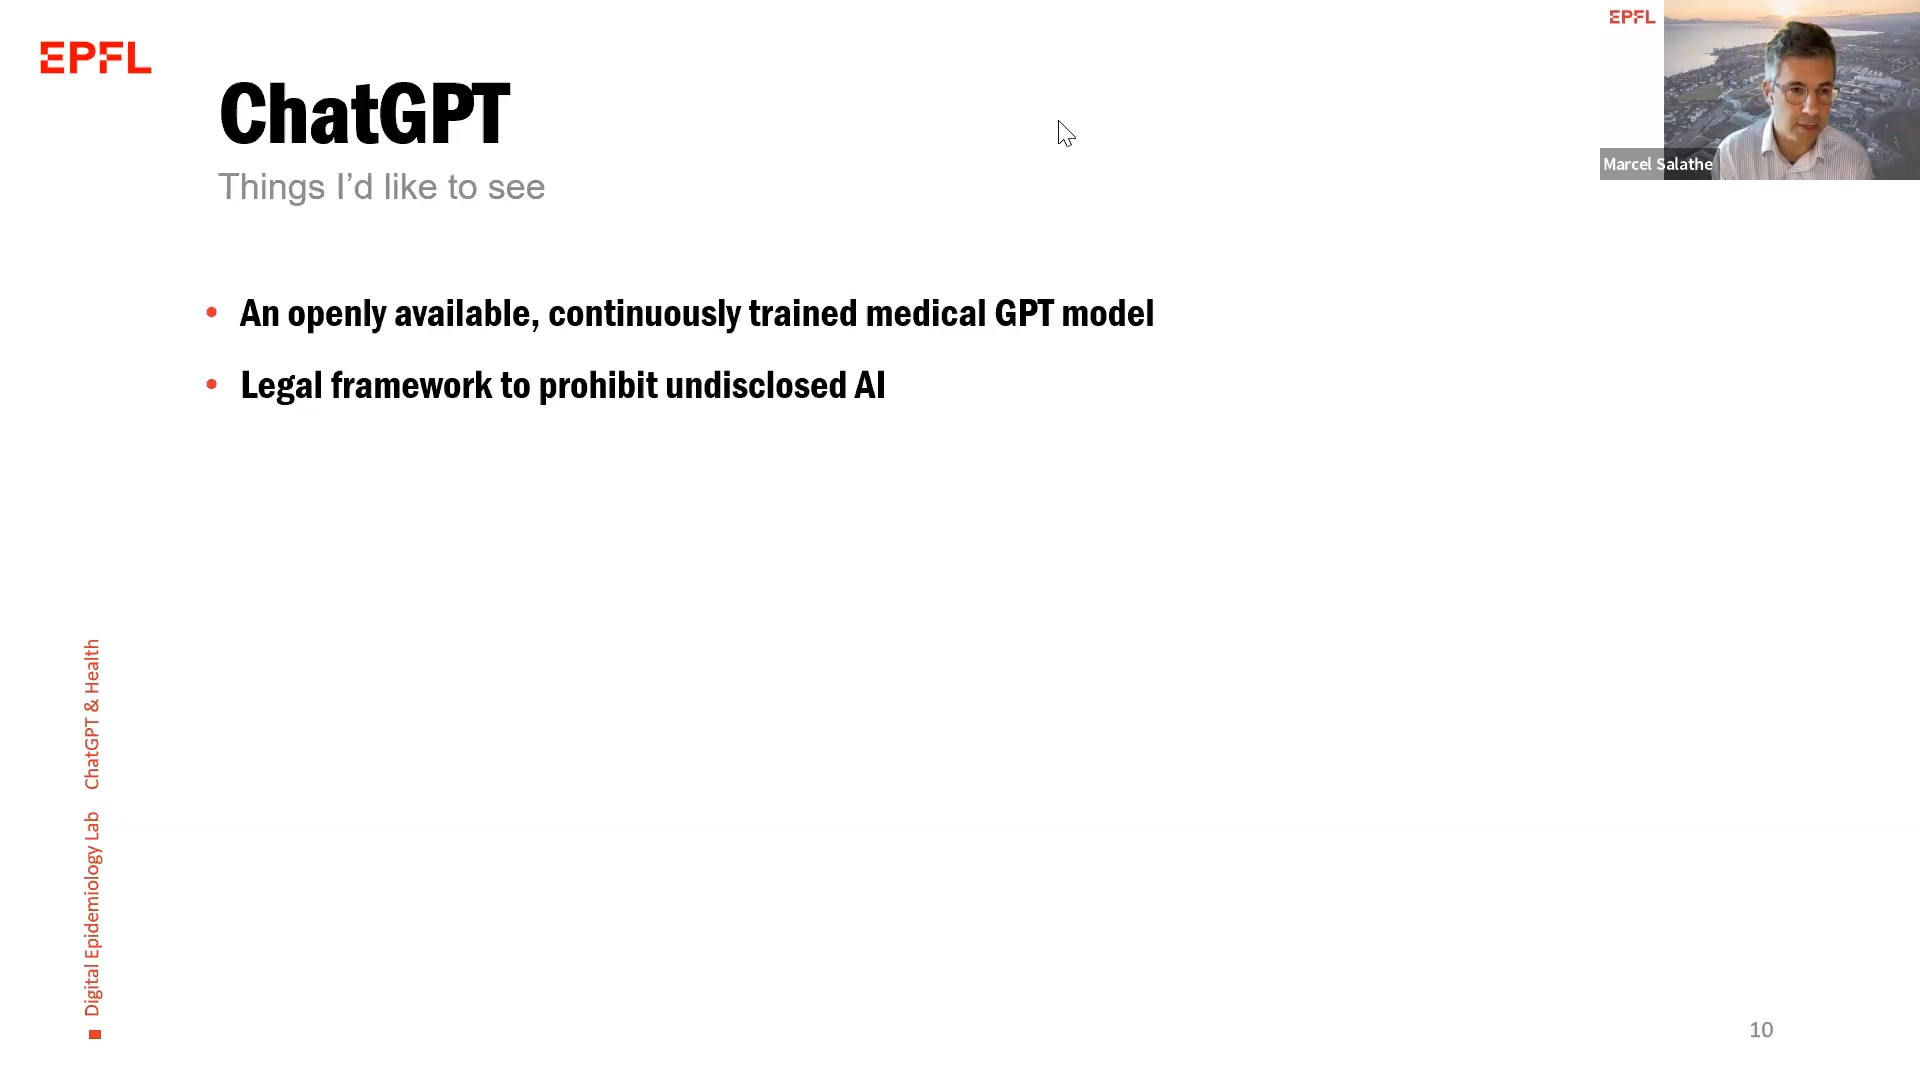 EPFL
ChatGPT
Things I'd like to see
• An openly available, continuously trained medical GPT model
• Legal framework to prohibit undisclosed AI
Digital Epidemiology Lab ChatGPT & Health
10
EPFL
Marcel Salathe